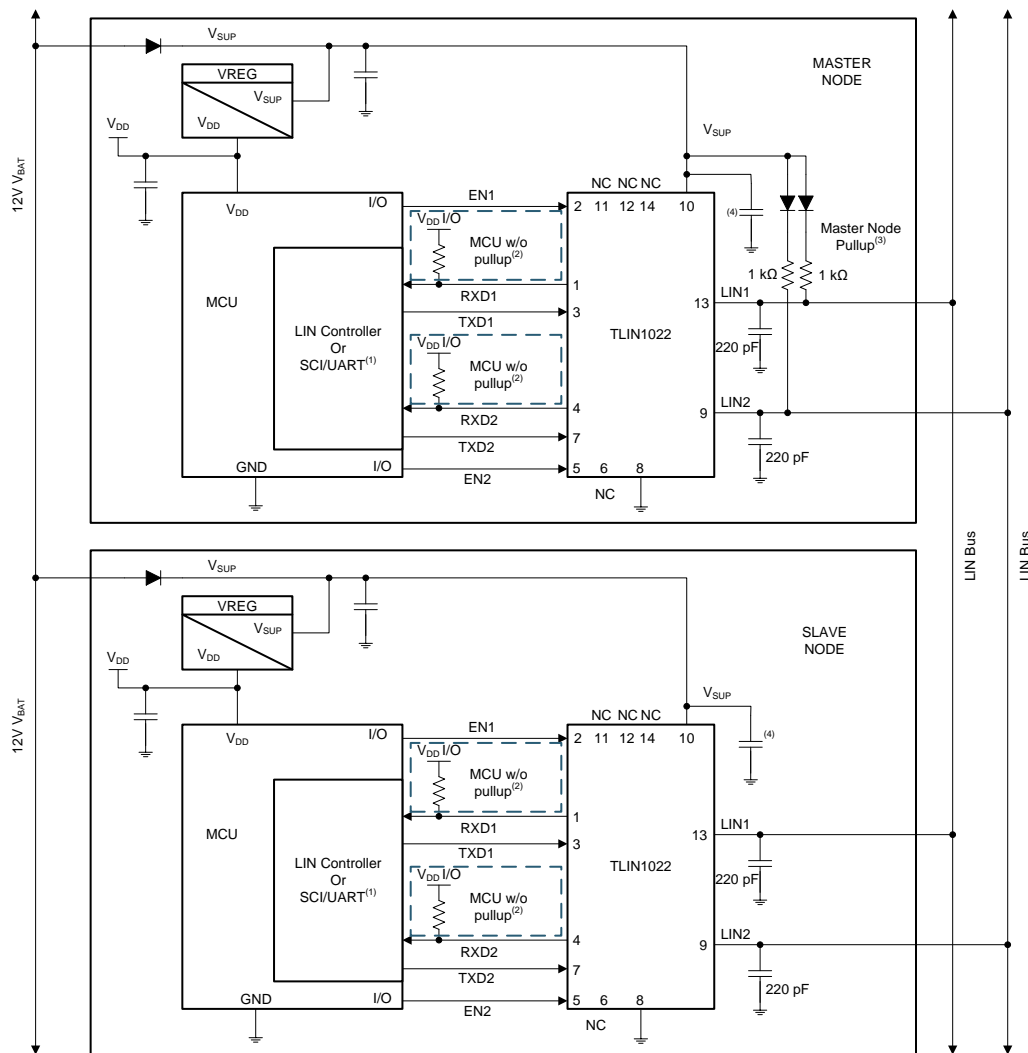 VSUP
MASTER
NODE
VREG
VSUP
VDD
VDD
VSUP
12V VBAT
I/O
EN1
NC NC NC
2 11 12 14 10
(4)
VDD
VDD I/O
MCU w/o
pullup(2)
Master Node
Pullup(3)
1 kΩ
1 kΩ
MCU
1
RXD1
13
LIN1
LIN Controller
Or
SCI/UART(1)
3
TXD1
TLIN1022
220 pF
VDD I/O
MCU w/o
pullup(2)
4
RXD2
9
LIN2
7
TXD2
220 pF
GND
I/O
EN2
5 6 8
NC
LIN Bus
LIN Bus
VSUP
SLAVE
NODE
VREG
VSUP
VDD
VDD
VSUP
12V VBAT
I/O
EN1
NC NC NC
2 11 12 14 10
(4)
VDD
VDD I/O
MCU w/o
pullup(2)
MCU
1
RXD1
13
LIN1
LIN Controller
Or
SCI/UART(1)
3
TXD1
TLIN1022
220 pF
VDD I/O
MCU w/o
pullup(2)
4
RXD2
9
LIN2
7
TXD2
220 pF
GND
I/O
EN2
5 6 8
NC